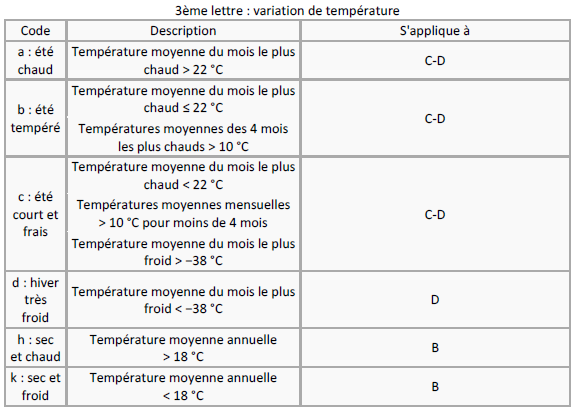 3ème lettre : variation de température
Code Description S'applique à
a : été
chaud
Température moyenne du mois le plus
chaud > 22 °C
C-D
b : été
tempéré
Température moyenne du mois le plus
chaud ≤ 22 °C
Températures moyennes des 4 mois
les plus chauds > 10 °C
C-D
c : été
court et
frais
Température moyenne du mois le plus
chaud < 22 °C
Températures moyennes mensuelles
> 10 °C pour moins de 4 mois
Température moyenne du mois le plus
froid > −38 °C
C-D
d : hiver
très
froid
Température moyenne du mois le plus
froid < −38 °C
D
h : sec
et chaud
Température moyenne annuelle
> 18 °C
B
k : sec et
froid
Température moyenne annuelle
< 18 °C
B